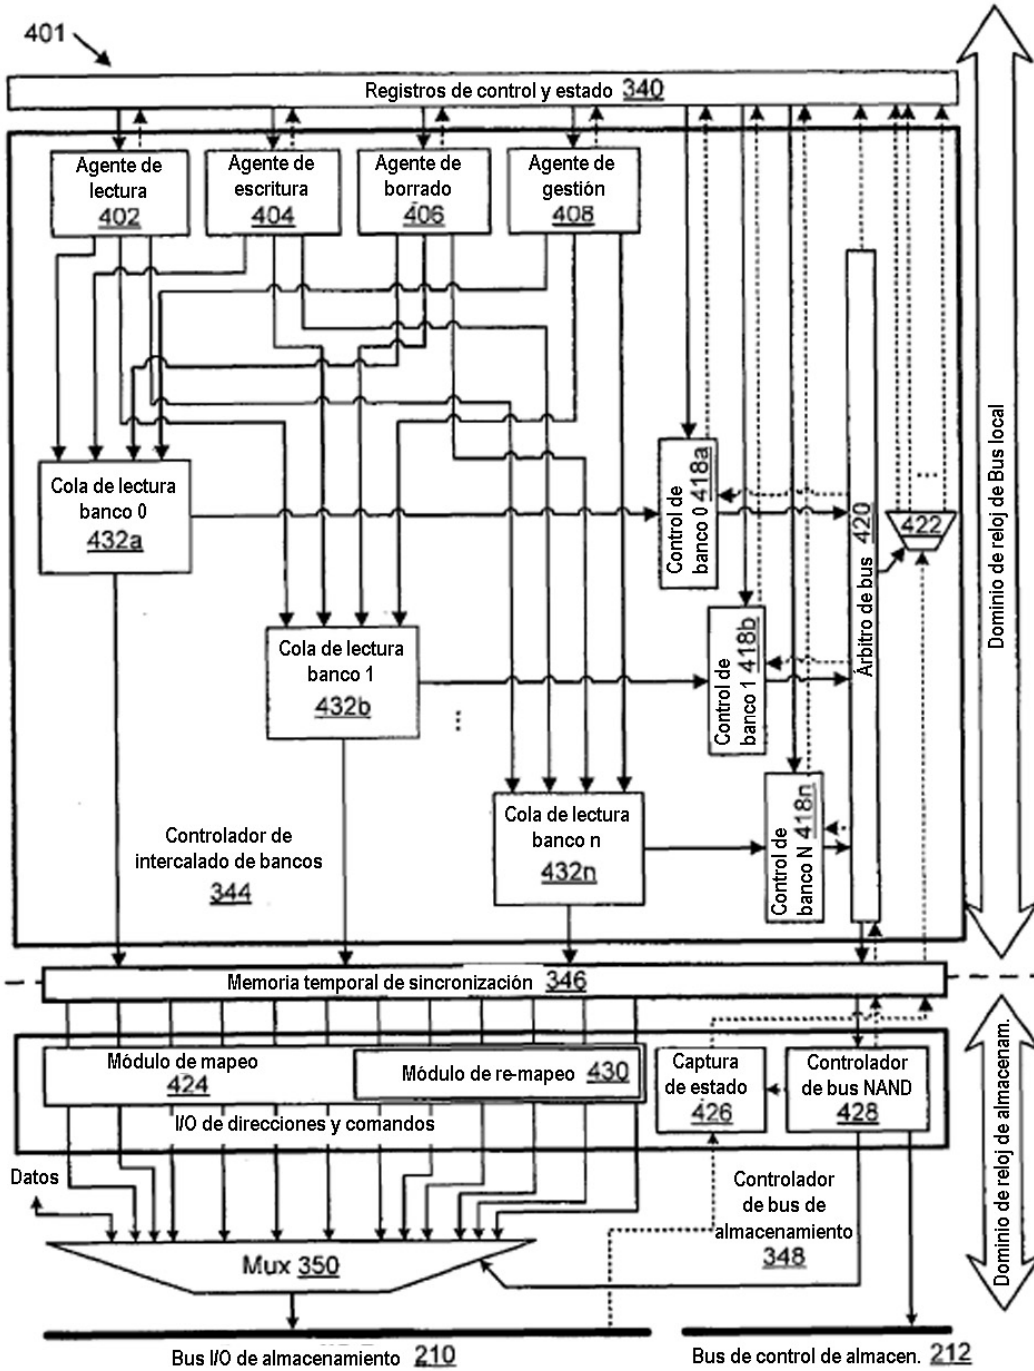 401
Registros de control y estado 340
Agente de
lectura
402
Agente de
escritura
404
Agente de
borrado
406
Agente de
gestión
408
Cola de lectura
banco 0
432a
Control de
banco 0 418a
Árbitro de bus 420
422
...
Cola de lectura
banco 1
432b
Control de
banco 1 418b
...
Cola de lectura
banco n
432n
Control de
banco N 418n
Controlador de
intercalado de bancos
344
Dominio de reloj de Bus local
Memoria temporal de sincronización 346
Módulo de mapeo
424
Módulo de re-mapeo 430
Captura
de estado
426
Controlador
de bus NAND
428
I/O de direcciones y comandos
Datos
Controlador
de bus de
almacenamiento
348
Dominio de reloj de almacenam.
Mux 350
Bus I/O de almacenamiento 210
Bus de control de almacen. 212